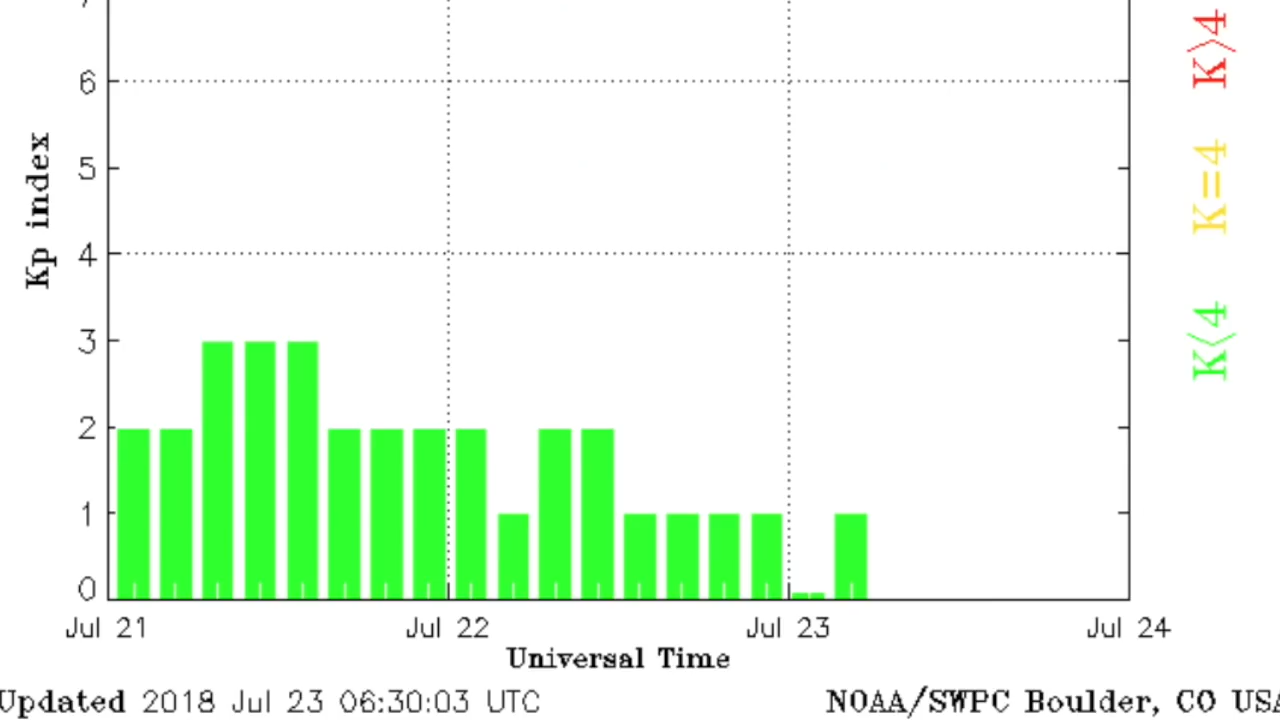 7
6
5
4
3
2
1
0
Kp index
Jul 21 Jul 22 Jul 23 Jul 24
Universal Time
Updated 2018 Jul 23 06:30:03 UTC
NOAA/SWPC Boulder, CO USA
K>4
K=4
K<4